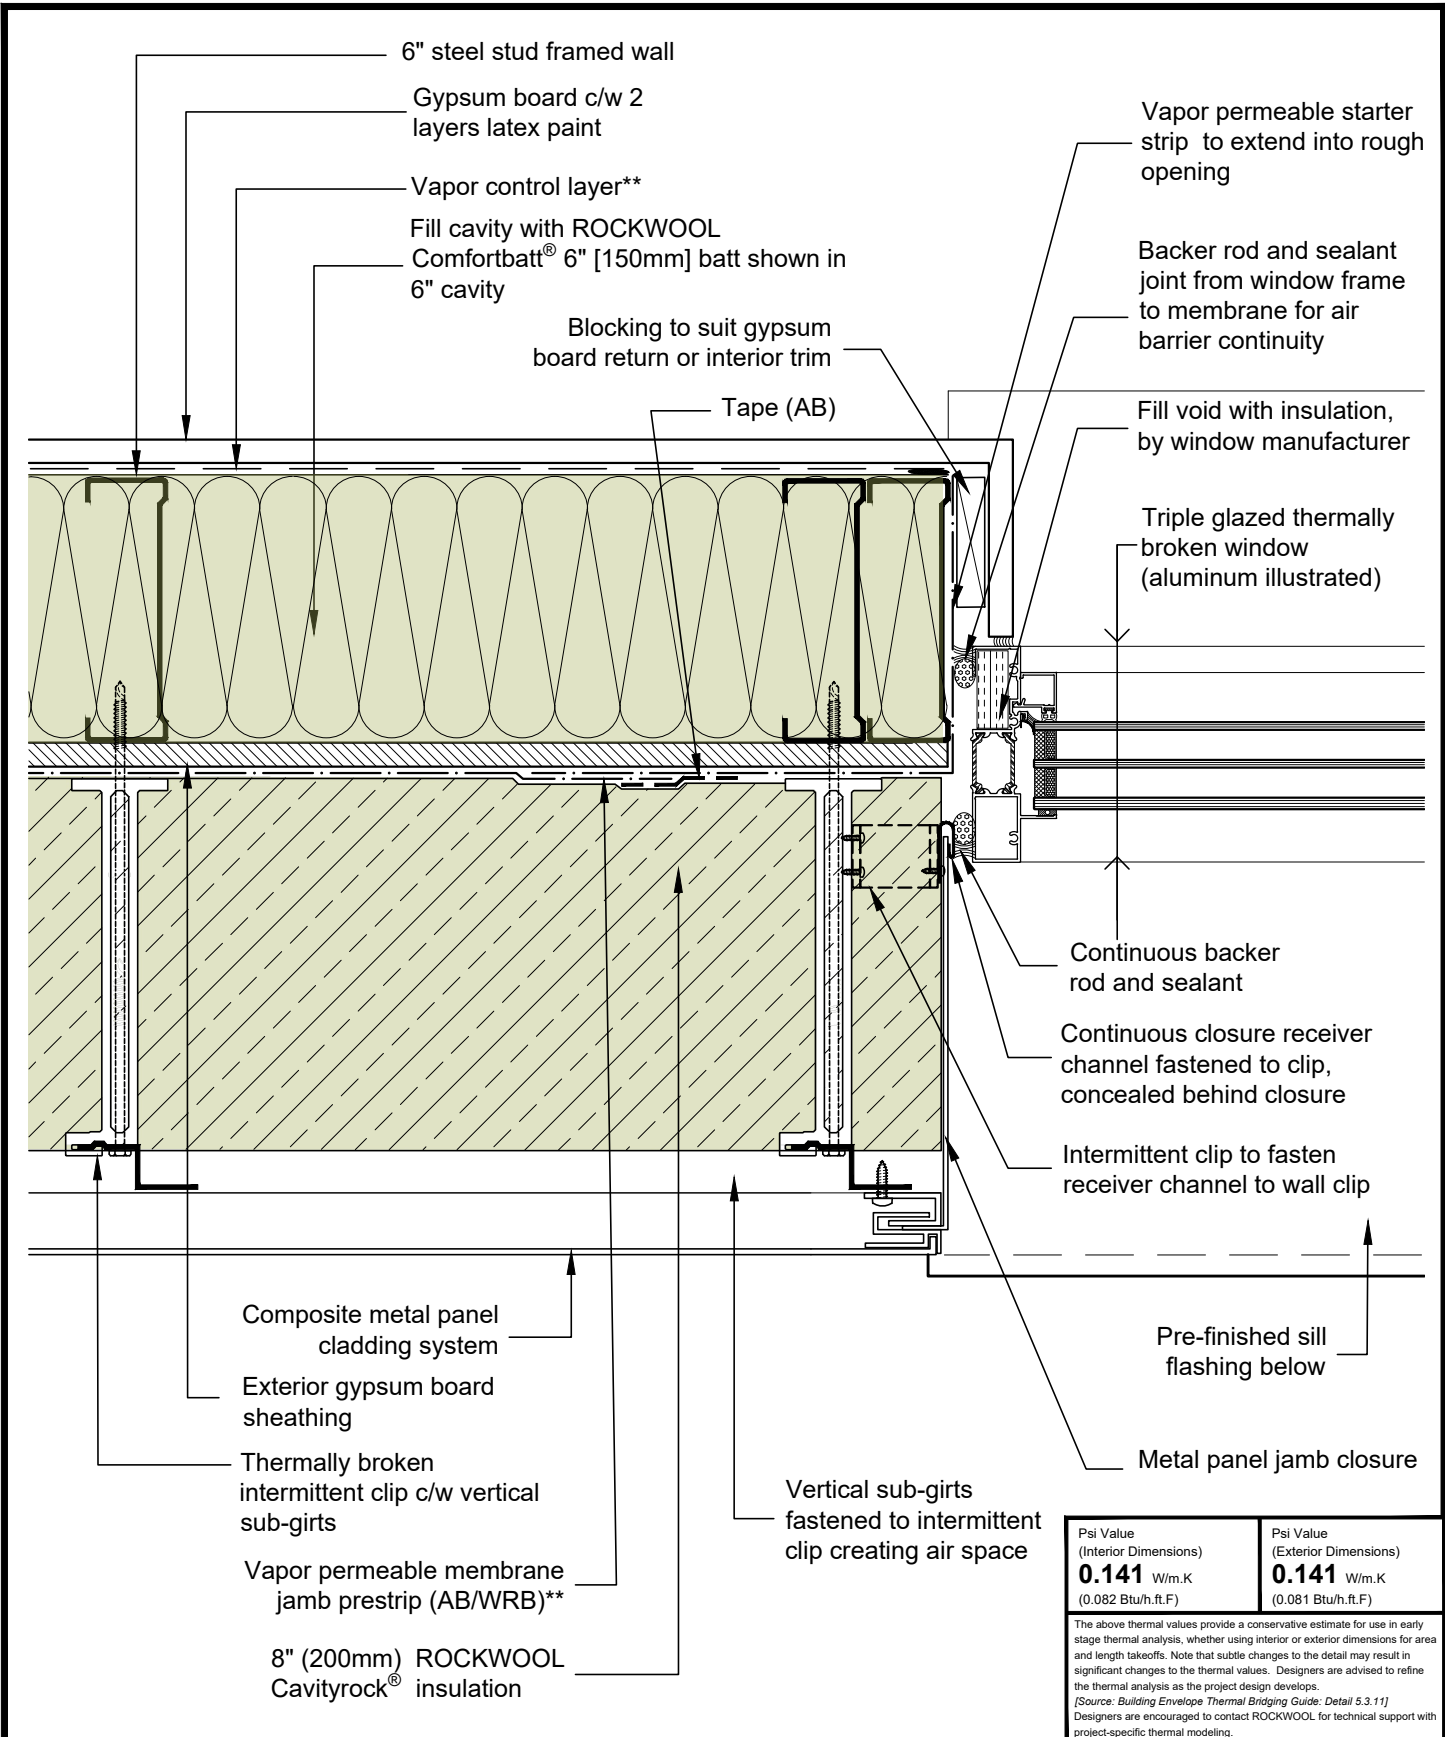 6" steel stud framed wall
Gypsum board c/w 2
layers latex paint
Vapor control layer**
Fill cavity with ROCKWOOL
Comfortbatt® 6" [150mm] batt shown in
6" cavity
Blocking to suit gypsum
board return or interior trim
Tape (AB)
Vapor permeable starter
strip to extend into rough
opening
Backer rod and sealant
joint from window frame
to membrane for air
barrier continuity
Fill void with insulation,
by window manufacturer
Triple glazed thermally
broken window
(aluminum illustrated)
Continuous backer
rod and sealant
Continuous closure receiver
channel fastened to clip,
concealed behind closure
Intermittent clip to fasten
receiver channel to wall clip
Pre-finished sill
flashing below
Metal panel jamb closure
Composite metal panel
cladding system
Exterior gypsum board
sheathing
Thermally broken
intermittent clip c/w vertical
sub-girts
Vapor permeable membrane
jamb prestrip (AB/WRB)**
8" (200mm) ROCKWOOL
Cavityrock® insulation
Vertical sub-girts
fastened to intermittent
clip creating air space
Psi Value
(Interior Dimensions)
0.141 W/m.K
(0.082 Btu/h.ft.F)
Psi Value
(Exterior Dimensions)
0.141 W/m.K
(0.081 Btu/h.ft.F)
The above thermal values provide a conservative estimate for use in early
stage thermal analysis, whether using interior or exterior dimensions for area
and length takeoffs. Note that subtle changes to the detail may result in
significant changes to the thermal values. Designers are advised to refine
the thermal analysis as the project design develops.
[Source: Building Envelope Thermal Bridging Guide: Detail 5.3.11]
Designers are encouraged to contact ROCKWOOL for technical support with
project-specific thermal modeling.